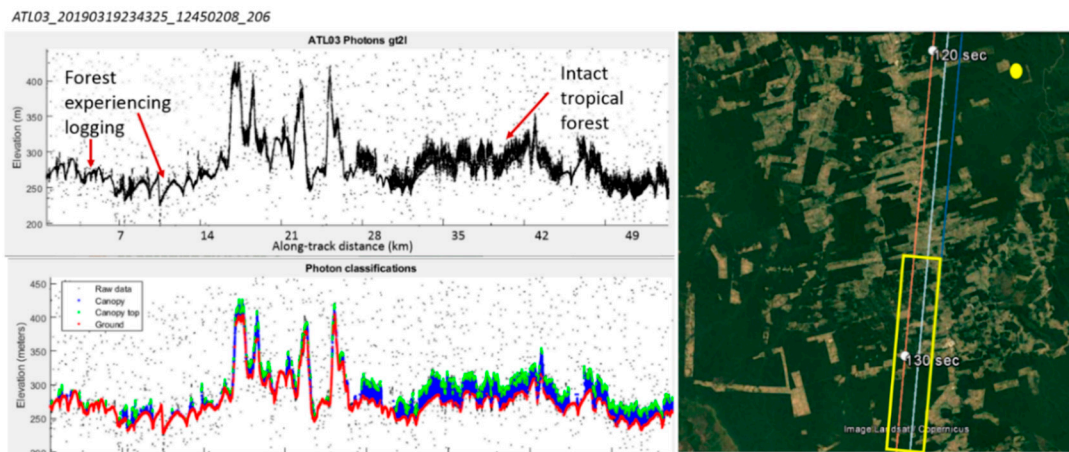 ATL03_20190319234325_12450208_206
ATL03 Photons gt2l
Elevation (m)
400
350
300
250
200
Forest
experiencing
logging
Intact
tropical
forest
7 14 21 28 35 42 49
Along-track distance (km)
Photon classifications
Elevation (meters)
450
400
350
300
250
200
Raw data
Canopy
Canopy top
Ground
120 sec
130 sec
Image Landsat / Copernicus